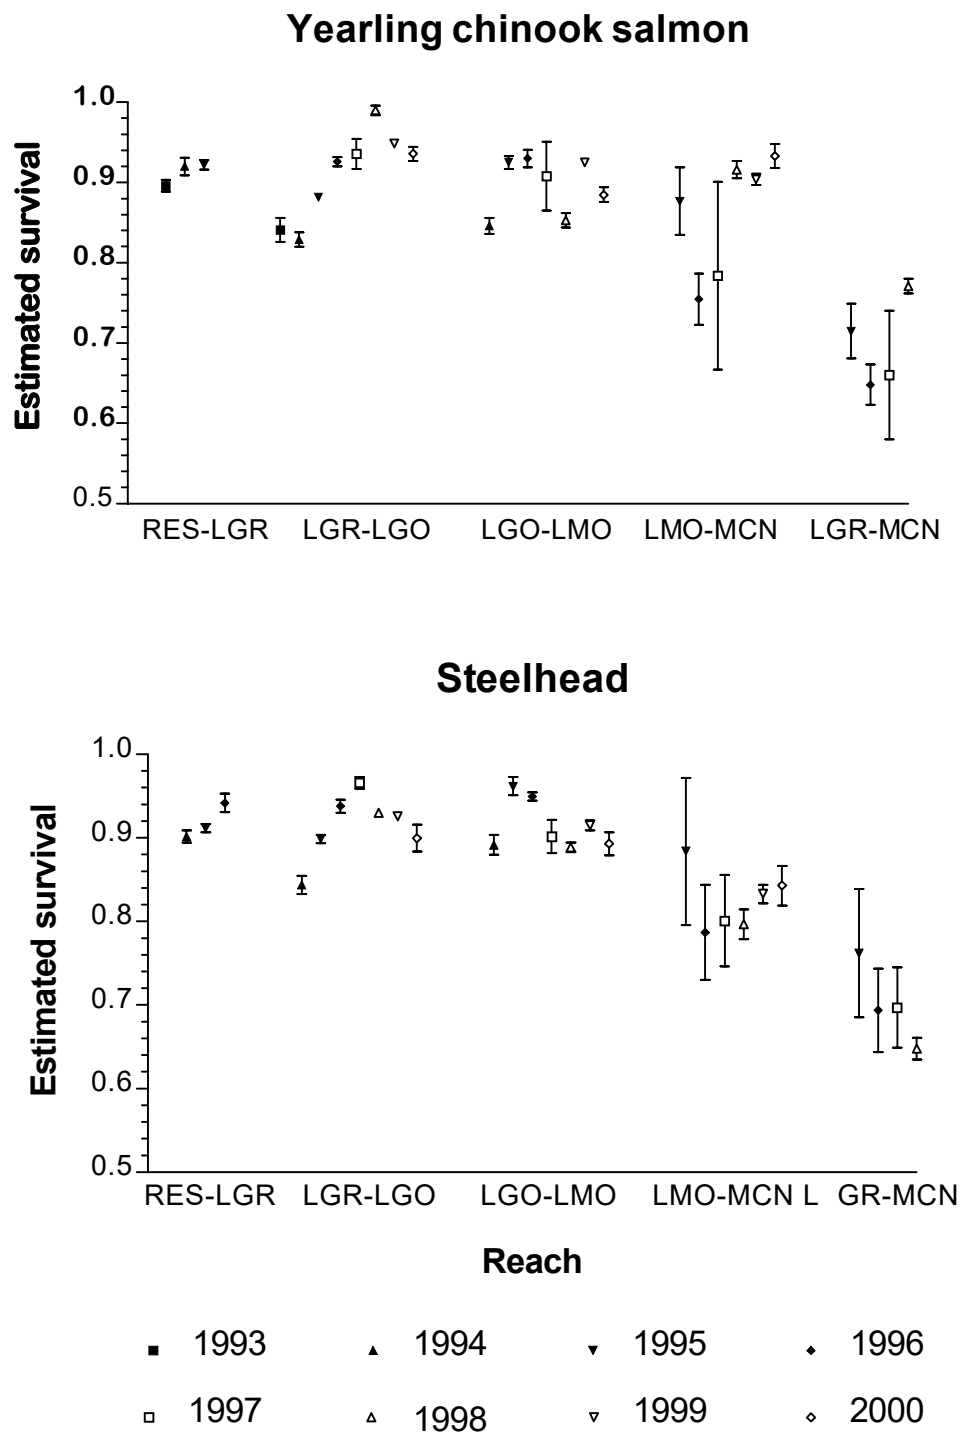 Yearling chinook salmon
Estimated survival
1.0
0.9
0.8
0.7
0.6
0.5
RES-LGR LGR-LGO LGO-LMO LMO-MCN LGR-MCN
Steelhead
Estimated survival
1.0
0.9
0.8
0.7
0.6
0.5
RES-LGR LGR-LGO LGO-LMO LMO-MCN L GR-MCN
Reach
1993 1994 1995 1996
1997 1998 1999 2000